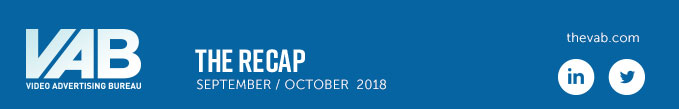 VAB
VIDEO ADVERTISING BUREAU
THE RECAP
SEPTEMBER / OCTOBER 2018
thevab.com
in